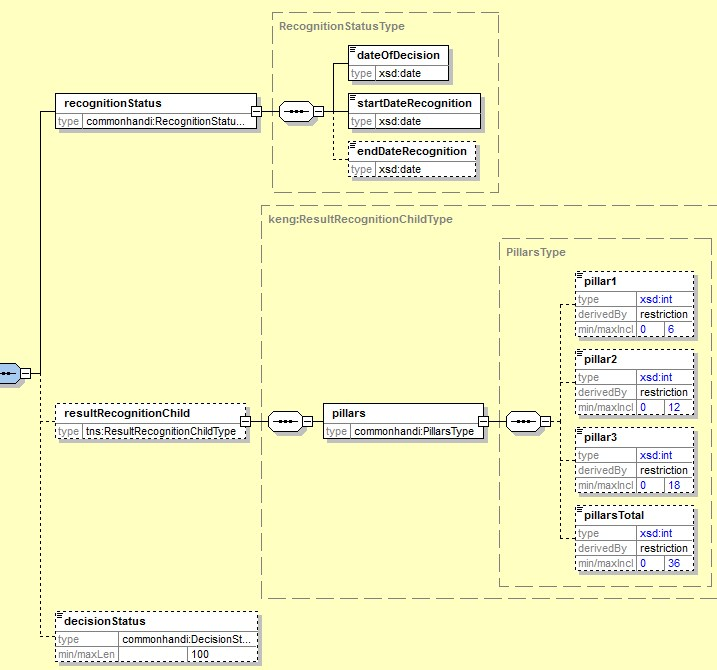 RecognitionStatusType
dateOfDecision
type xsd:date
recognitionStatus
type commonhandi:RecognitionStatu...
startDateRecognition
type xsd:date
endDateRecognition
type xsd:date
keng:ResultRecognitionChildType
PillarsType
pillar1
type xsd:int
derivedBy restriction
min/maxIncl 0 6
pillar2
type xsd:int
derivedBy restriction
min/maxIncl 0 12
resultRecognitionChild
type tns:ResultRecognitionChildType
pillars
type commonhandi:PillarsType
pillar3
type xsd:int
derivedBy restriction
min/maxIncl 0 18
pillarsTotal
type xsd:int
derivedBy restriction
min/maxIncl 0 36
decisionStatus
type commonhandi:DecisionSt...
min/maxLen 100